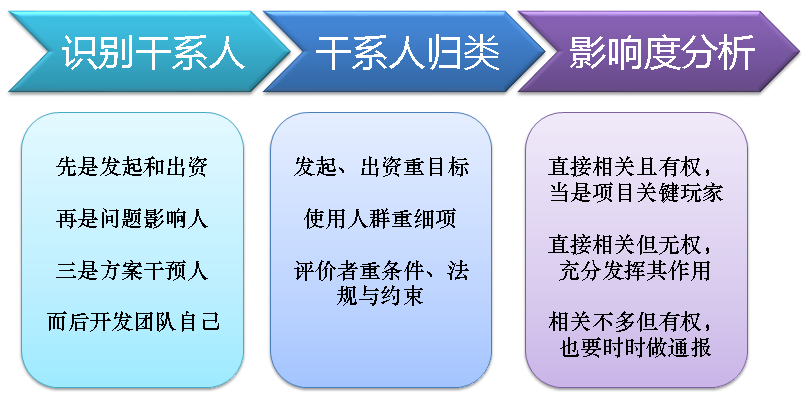 识别干系人
干系人归类
影响度分析
先是发起和出资
再是问题影响人
三是方案干预人
而后开发团队自己
发起、出资重目标
使用人群重细项
评价者重条件、法
规与约束
直接相关且有权，
当是项目关键玩家
直接相关但无权，
充分发挥其作用
相关不多但有权，
也要时时做通报